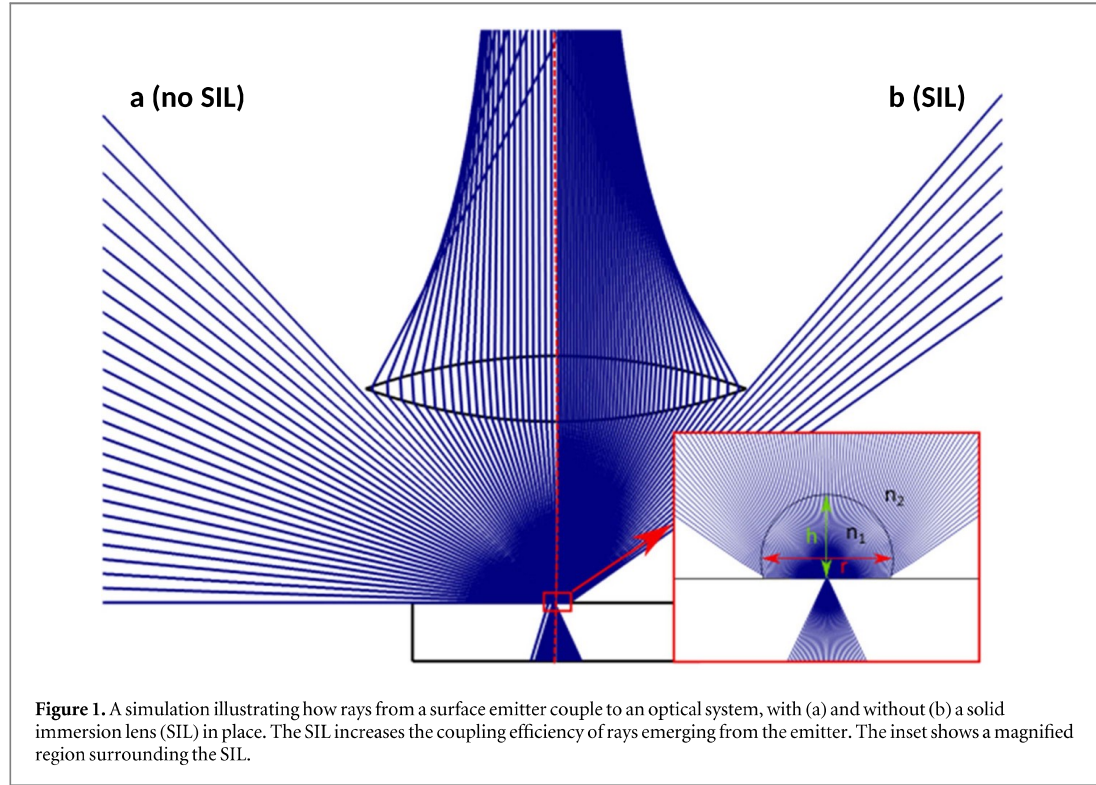 a (no SIL)
b (SIL)
n2
h
n1
r
Figure 1. A simulation illustrating how rays from a surface emitter couple to an optical system, with (a) and without (b) a solid
immersion lens (SIL) in place. The SIL increases the coupling efficiency of rays emerging from the emitter. The inset shows a magnified
region surrounding the SIL.